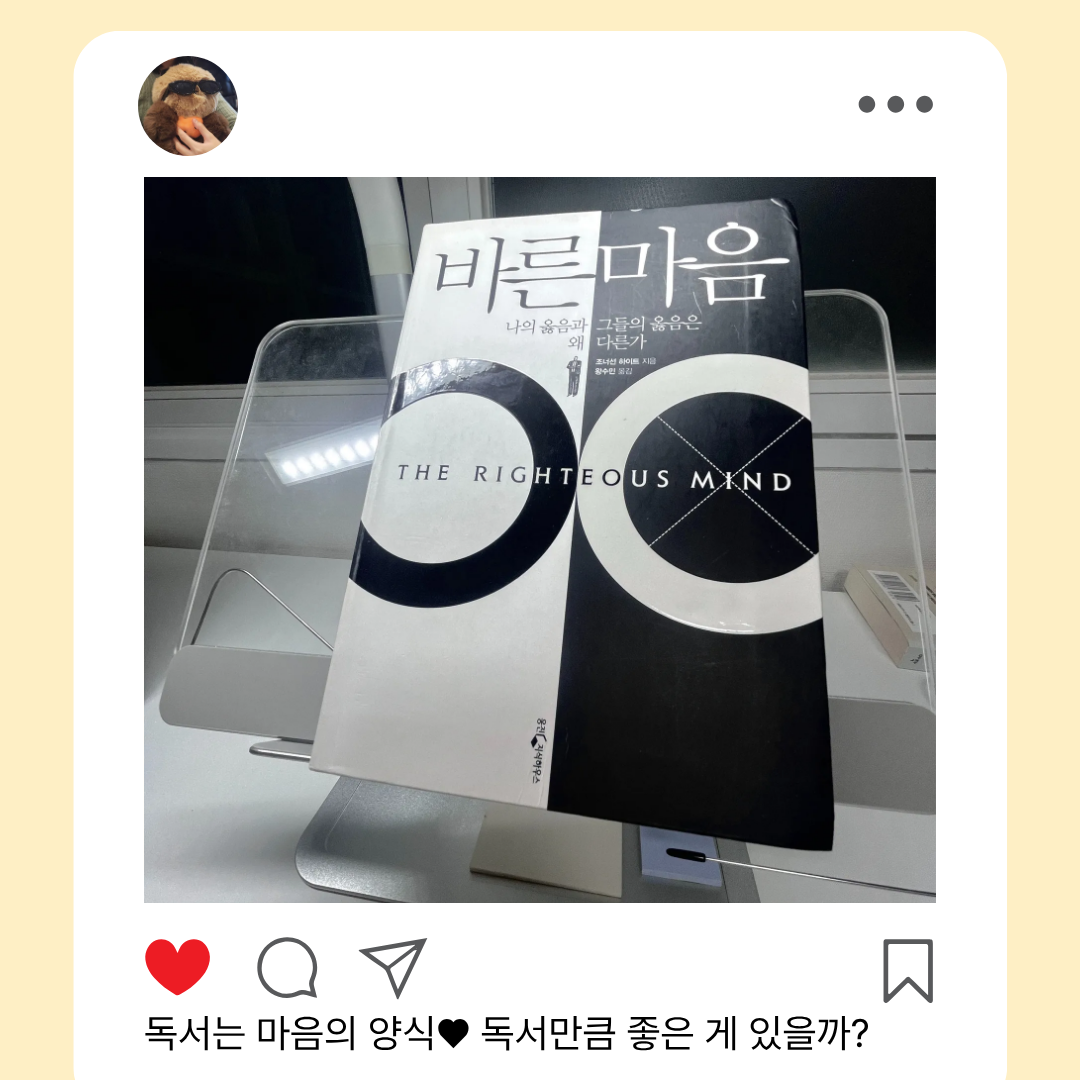 바른마음
나의 옳음과 그들의 옳음은
왜 다른가
조너선 하이트 지음
왕수민 옮김
THE RIGHTEOUS MIND
웅진 지식하우스
독서는 마음의 양식♥ 독서만큼 좋은 게 있을까?